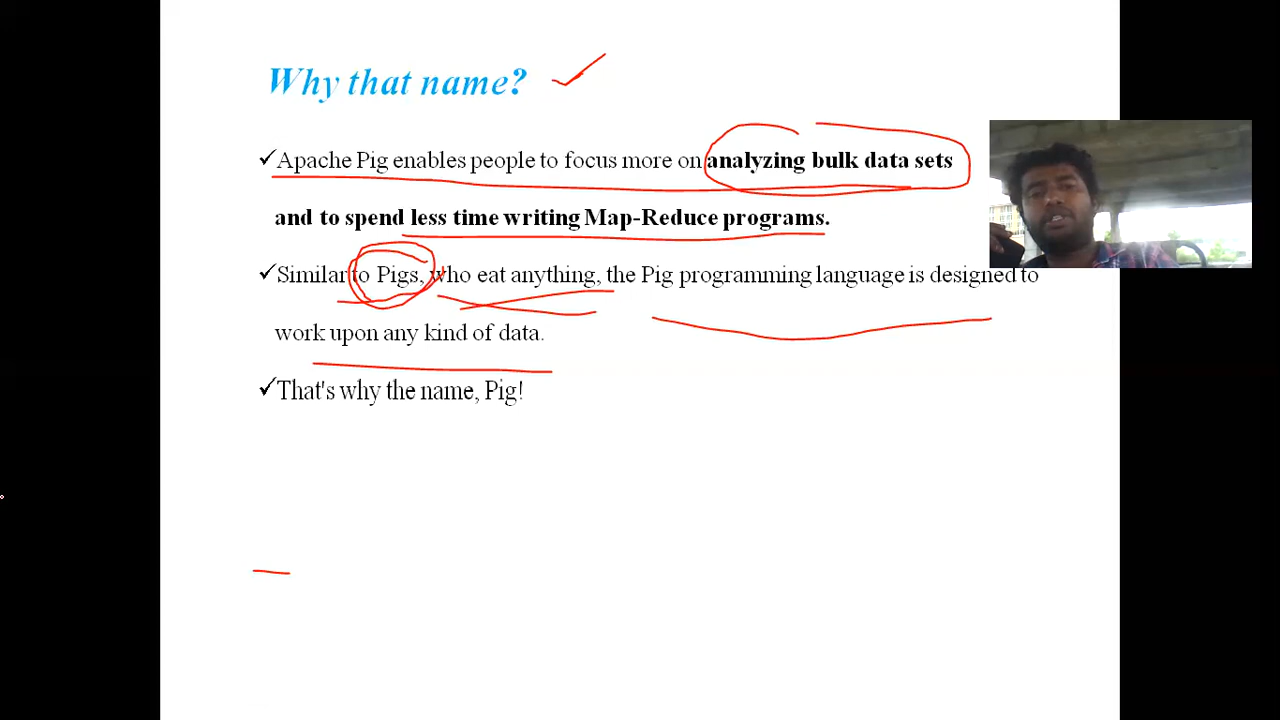 Why that name?
✓Apache Pig enables people to focus more on analyzing bulk data sets
and to spend less time writing Map-Reduce programs.
✓Similar to Pigs, who eat anything, the Pig programming language is designed to
work upon any kind of data.
✓That's why the name, Pig!